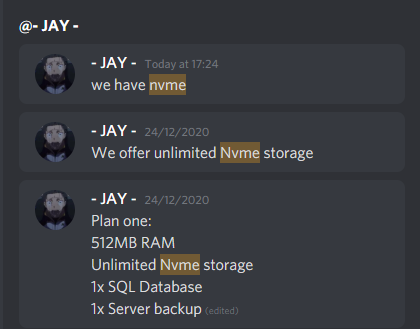 @- JAY -
- JAY - Today at 17:24
we have nvme
- JAY - 24/12/2020
We offer unlimited Nvme storage
- JAY - 24/12/2020
Plan one:
512MB RAM
Unlimited Nvme storage
1x SQL Database
1x Server backup (edited)